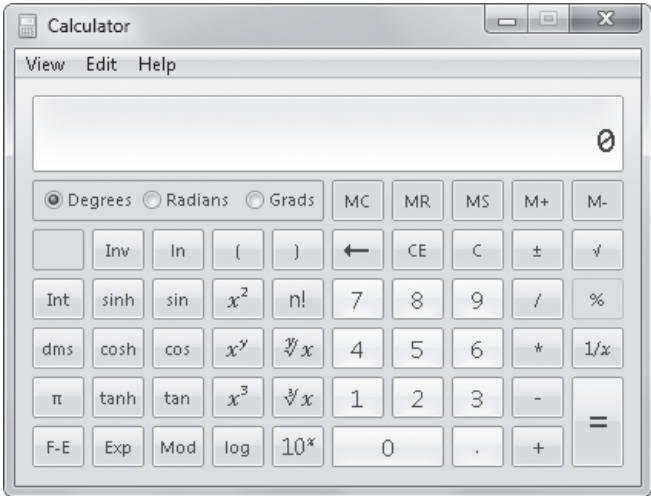 Calculator
View Edit Help
0
Degrees Radians Grads MC MR MS M+ M-
Inv ln ( ) ← CE C ± √
Int sinh sin x² n! 7 8 9 / %
dms cosh cos xʸ ʸ√x 4 5 6 * 1/x
π tanh tan x³ ³√x 1 2 3 - =
F-E Exp Mod log 10ˣ 0 . +